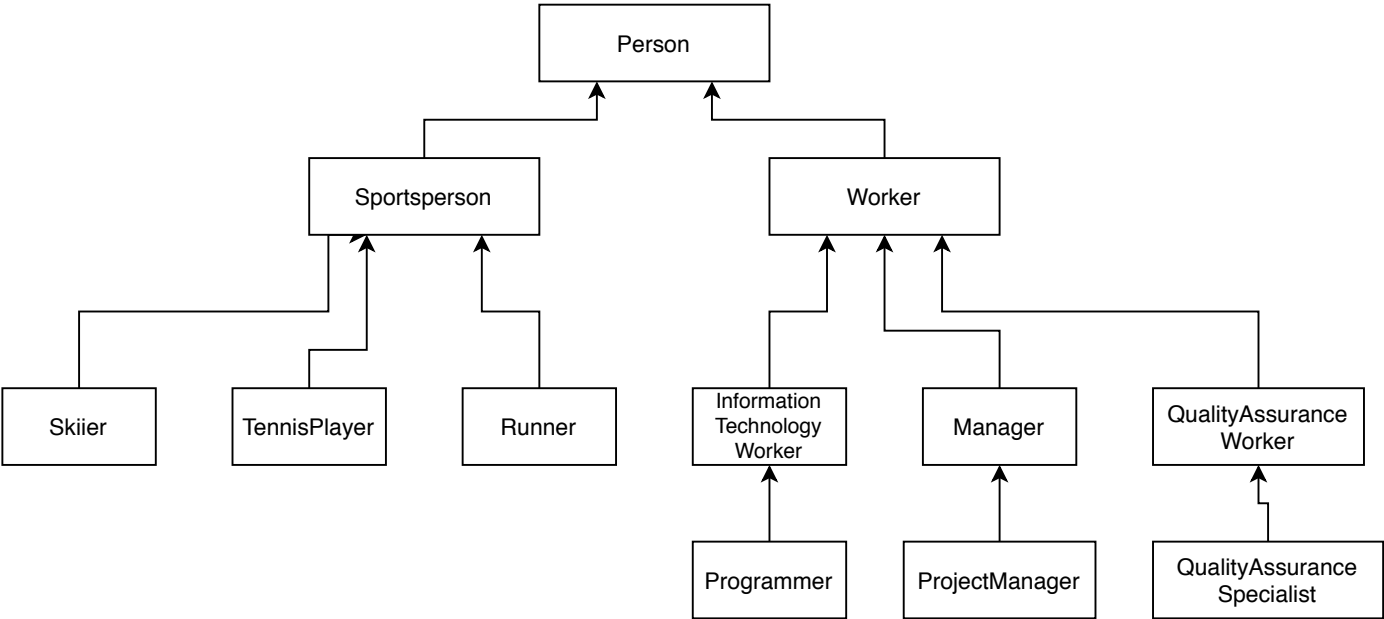 Person
Sportsperson
Worker
Skiier
TennisPlayer
Runner
Information
Technology
Worker
Manager
QualityAssurance
Worker
Programmer
ProjectManager
QualityAssurance
Specialist